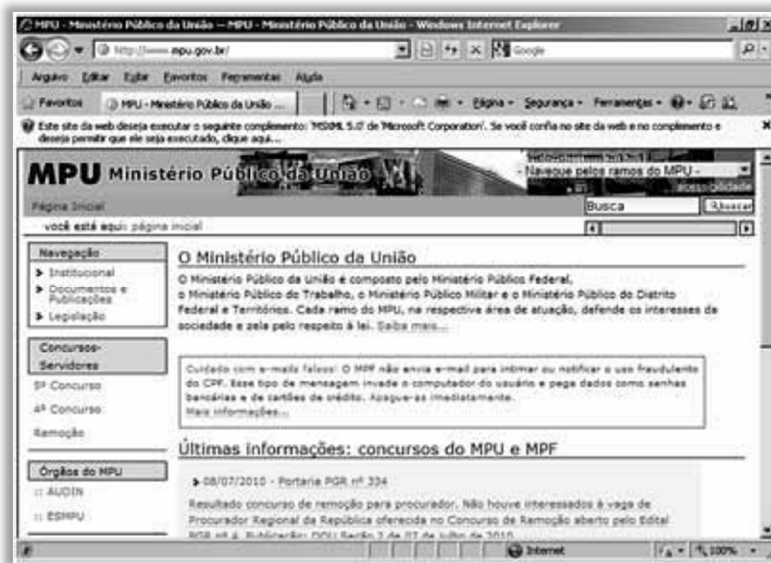 MPU - Ministério Público da União — MPU - Ministério Público da União - Windows Internet Explorer
http://www.mpu.gov.br/
Google
Arquivo Editar Exibir Favoritos Ferramentas Ajuda
Favoritos MPU - Ministério Público da União ... Página Segurança Ferramentas
Este site da web deseja executar o seguinte complemento: 'MSXML 5.0' de 'Microsoft Corporation'. Se você confia no site da web e no complemento e
deseja permitir que ele seja executado, clique aqui...
MPU Ministério Público da União
- Navegue pelos ramos do MPU -
acessibilidade
Página Inicial
Busca buscar
você está aqui: página inicial
Navegação
Institucional
Documentos e
Publicações
Legislação
Concursos-
Servidores
5º Concurso
4º Concurso
Remoção
Órgãos do MPU
:: AUDIN
:: ESMPU
O Ministério Público da União
O Ministério Público da União é composto pelo Ministério Público Federal,
o Ministério Público do Trabalho, o Ministério Público Militar e o Ministério Público do Distrito
Federal e Territórios. Cada ramo do MPU, na respectiva área de atuação, defende os interesses da
sociedade e zela pelo respeito à lei. Saiba mais...
Cuidado com e-mails falsos! O MPF não envia e-mail para intimar ou notificar o uso fraudulento
do CPF. Esse tipo de mensagem invade o computador do usuário e pega dados como senhas
bancárias e de cartões de crédito. Apague-as imediatamente.
Mais informações...
Últimas informações: concursos do MPU e MPF
08/07/2010 - Portaria PGR nº 334
Resultado concurso de remoção para procurador. Não houve interessados à vaga de
Procurador Regional da República oferecida no Concurso de Remoção aberto pelo Edital
PGR nº 4. Publicação: DOU Seção 2 de 07 de julho de 2010.
Internet 100%